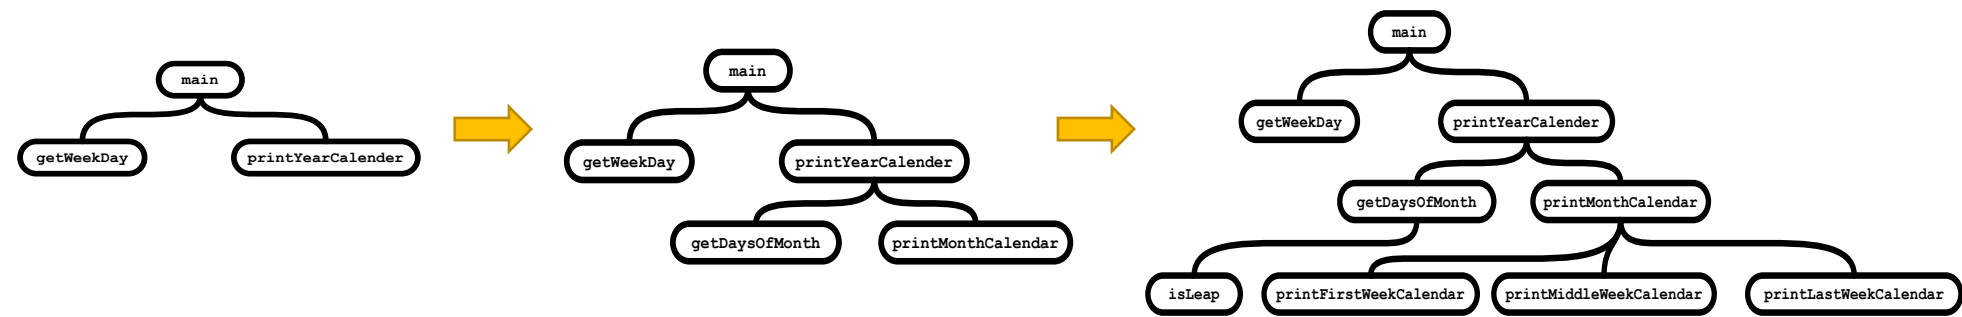 main
getWeekDay
printYearCalender
main
getWeekDay
printYearCalender
getDaysOfMonth
printMonthCalendar
main
getWeekDay
printYearCalender
getDaysOfMonth
printMonthCalendar
isLeap
printFirstWeekCalendar
printMiddleWeekCalendar
printLastWeekCalendar